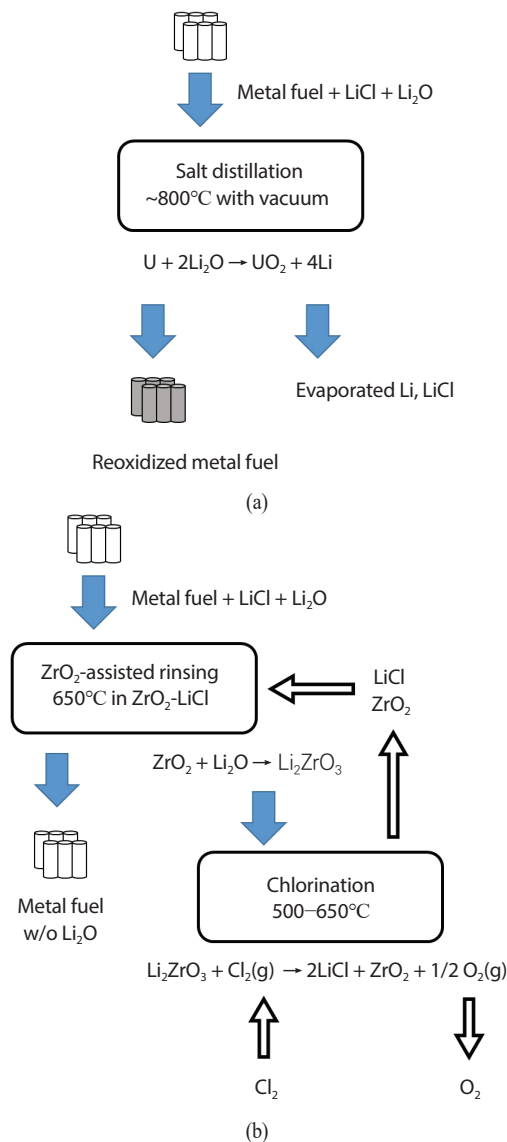 Metal fuel + LiCl + Li₂O
Salt distillation
~800℃ with vacuum
U + 2Li₂O → UO₂ + 4Li
Evaporated Li, LiCl
Reoxidized metal fuel
(a)
Metal fuel + LiCl + Li₂O
ZrO₂-assisted rinsing
650℃ in ZrO₂-LiCl
LiCl
ZrO₂
ZrO₂ + Li₂O → Li₂ZrO₃
Metal fuel
w/o Li₂O
Chlorination
500−650℃
Li₂ZrO₃ + Cl₂(g) → 2LiCl + ZrO₂ + 1/2 O₂(g)
Cl₂
O₂
(b)